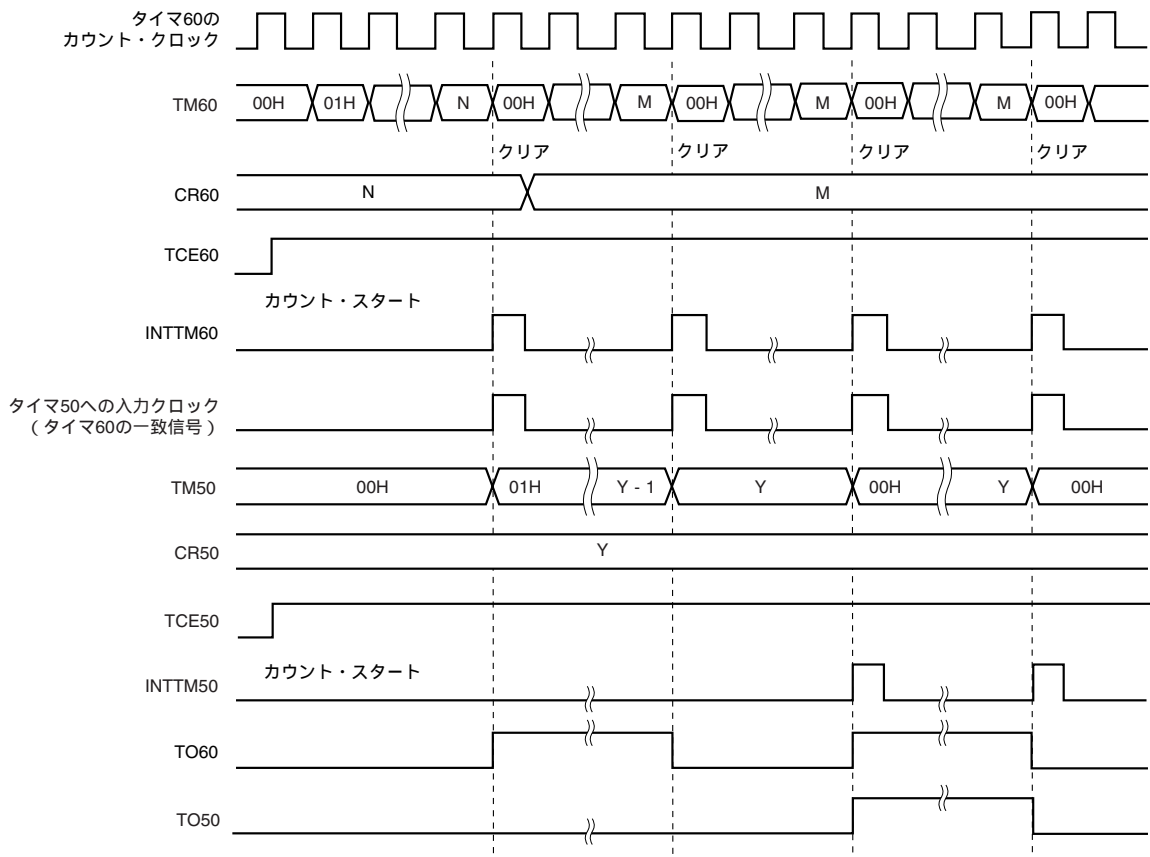 タイマ60の
カウント・クロック
TM60 00H 01H N 00H M 00H M 00H M 00H
クリア クリア クリア クリア
CR60 N M
TCE60
カウント・スタート
INTTM60
タイマ50への入力クロック
(タイマ60の一致信号)
TM50 00H 01H Y - 1 Y 00H Y 00H
CR50 Y
TCE50
カウント・スタート
INTTM50
TO60
TO50